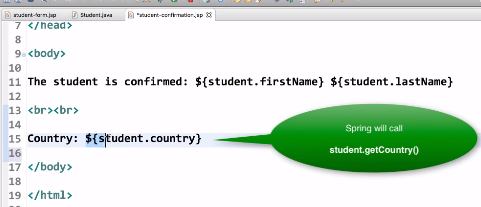 student-form.jsp Student.java *student-confirmation.jsp
7 </head>
8
9 <body>
10
11 The student is confirmed: ${student.firstName} ${student.lastName}
12
13 <br><br>
14
15 Country: ${student.country}
16
17 </body>
18
19 </html>
Spring will call
student.getCountry()